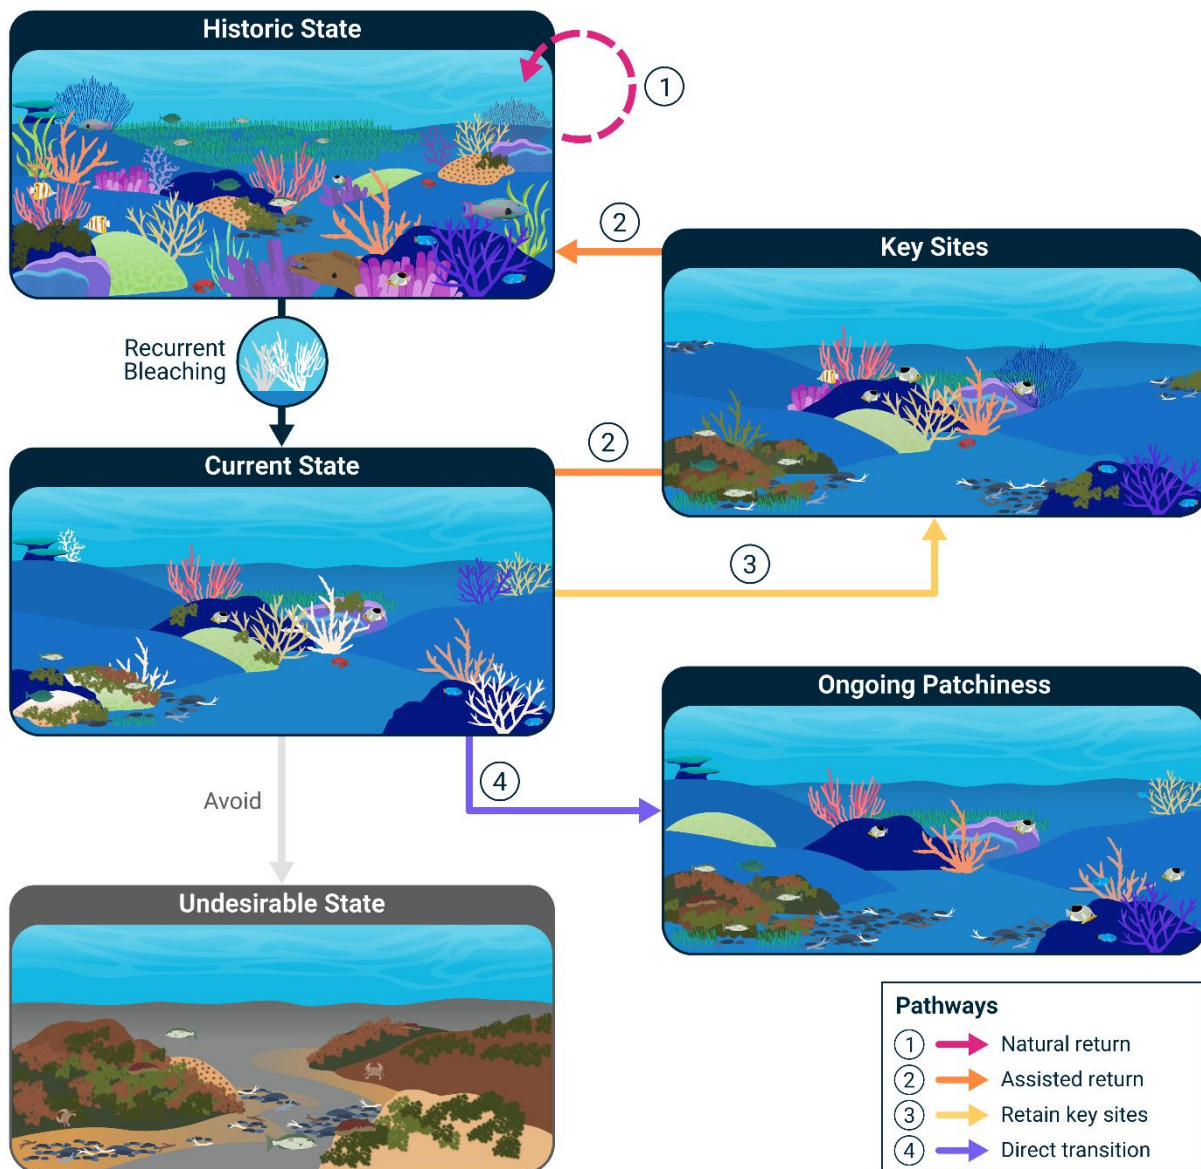 Historic State
1
2
Key Sites
Recurrent
Bleaching
Current State
2
3
Ongoing Patchiness
4
Avoid
Undesirable State
Pathways
1 Natural return
2 Assisted return
3 Retain key sites
4 Direct transition